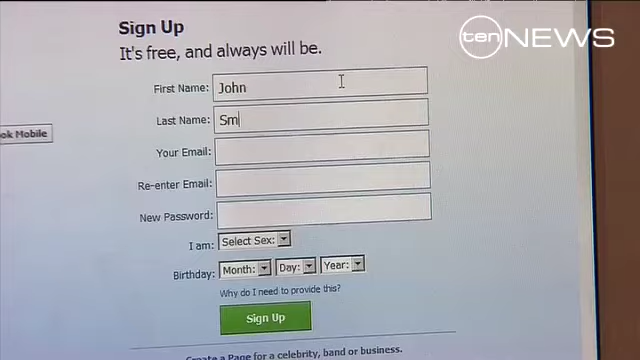 ten NEWS
Sign Up
It's free, and always will be.
First Name: John
Last Name: Sm
ok Mobile
Your Email:
Re-enter Email:
New Password:
I am: Select Sex:
Birthday: Month: Day: Year:
Why do I need to provide this?
Sign Up
Create a Page for a celebrity, band or business.